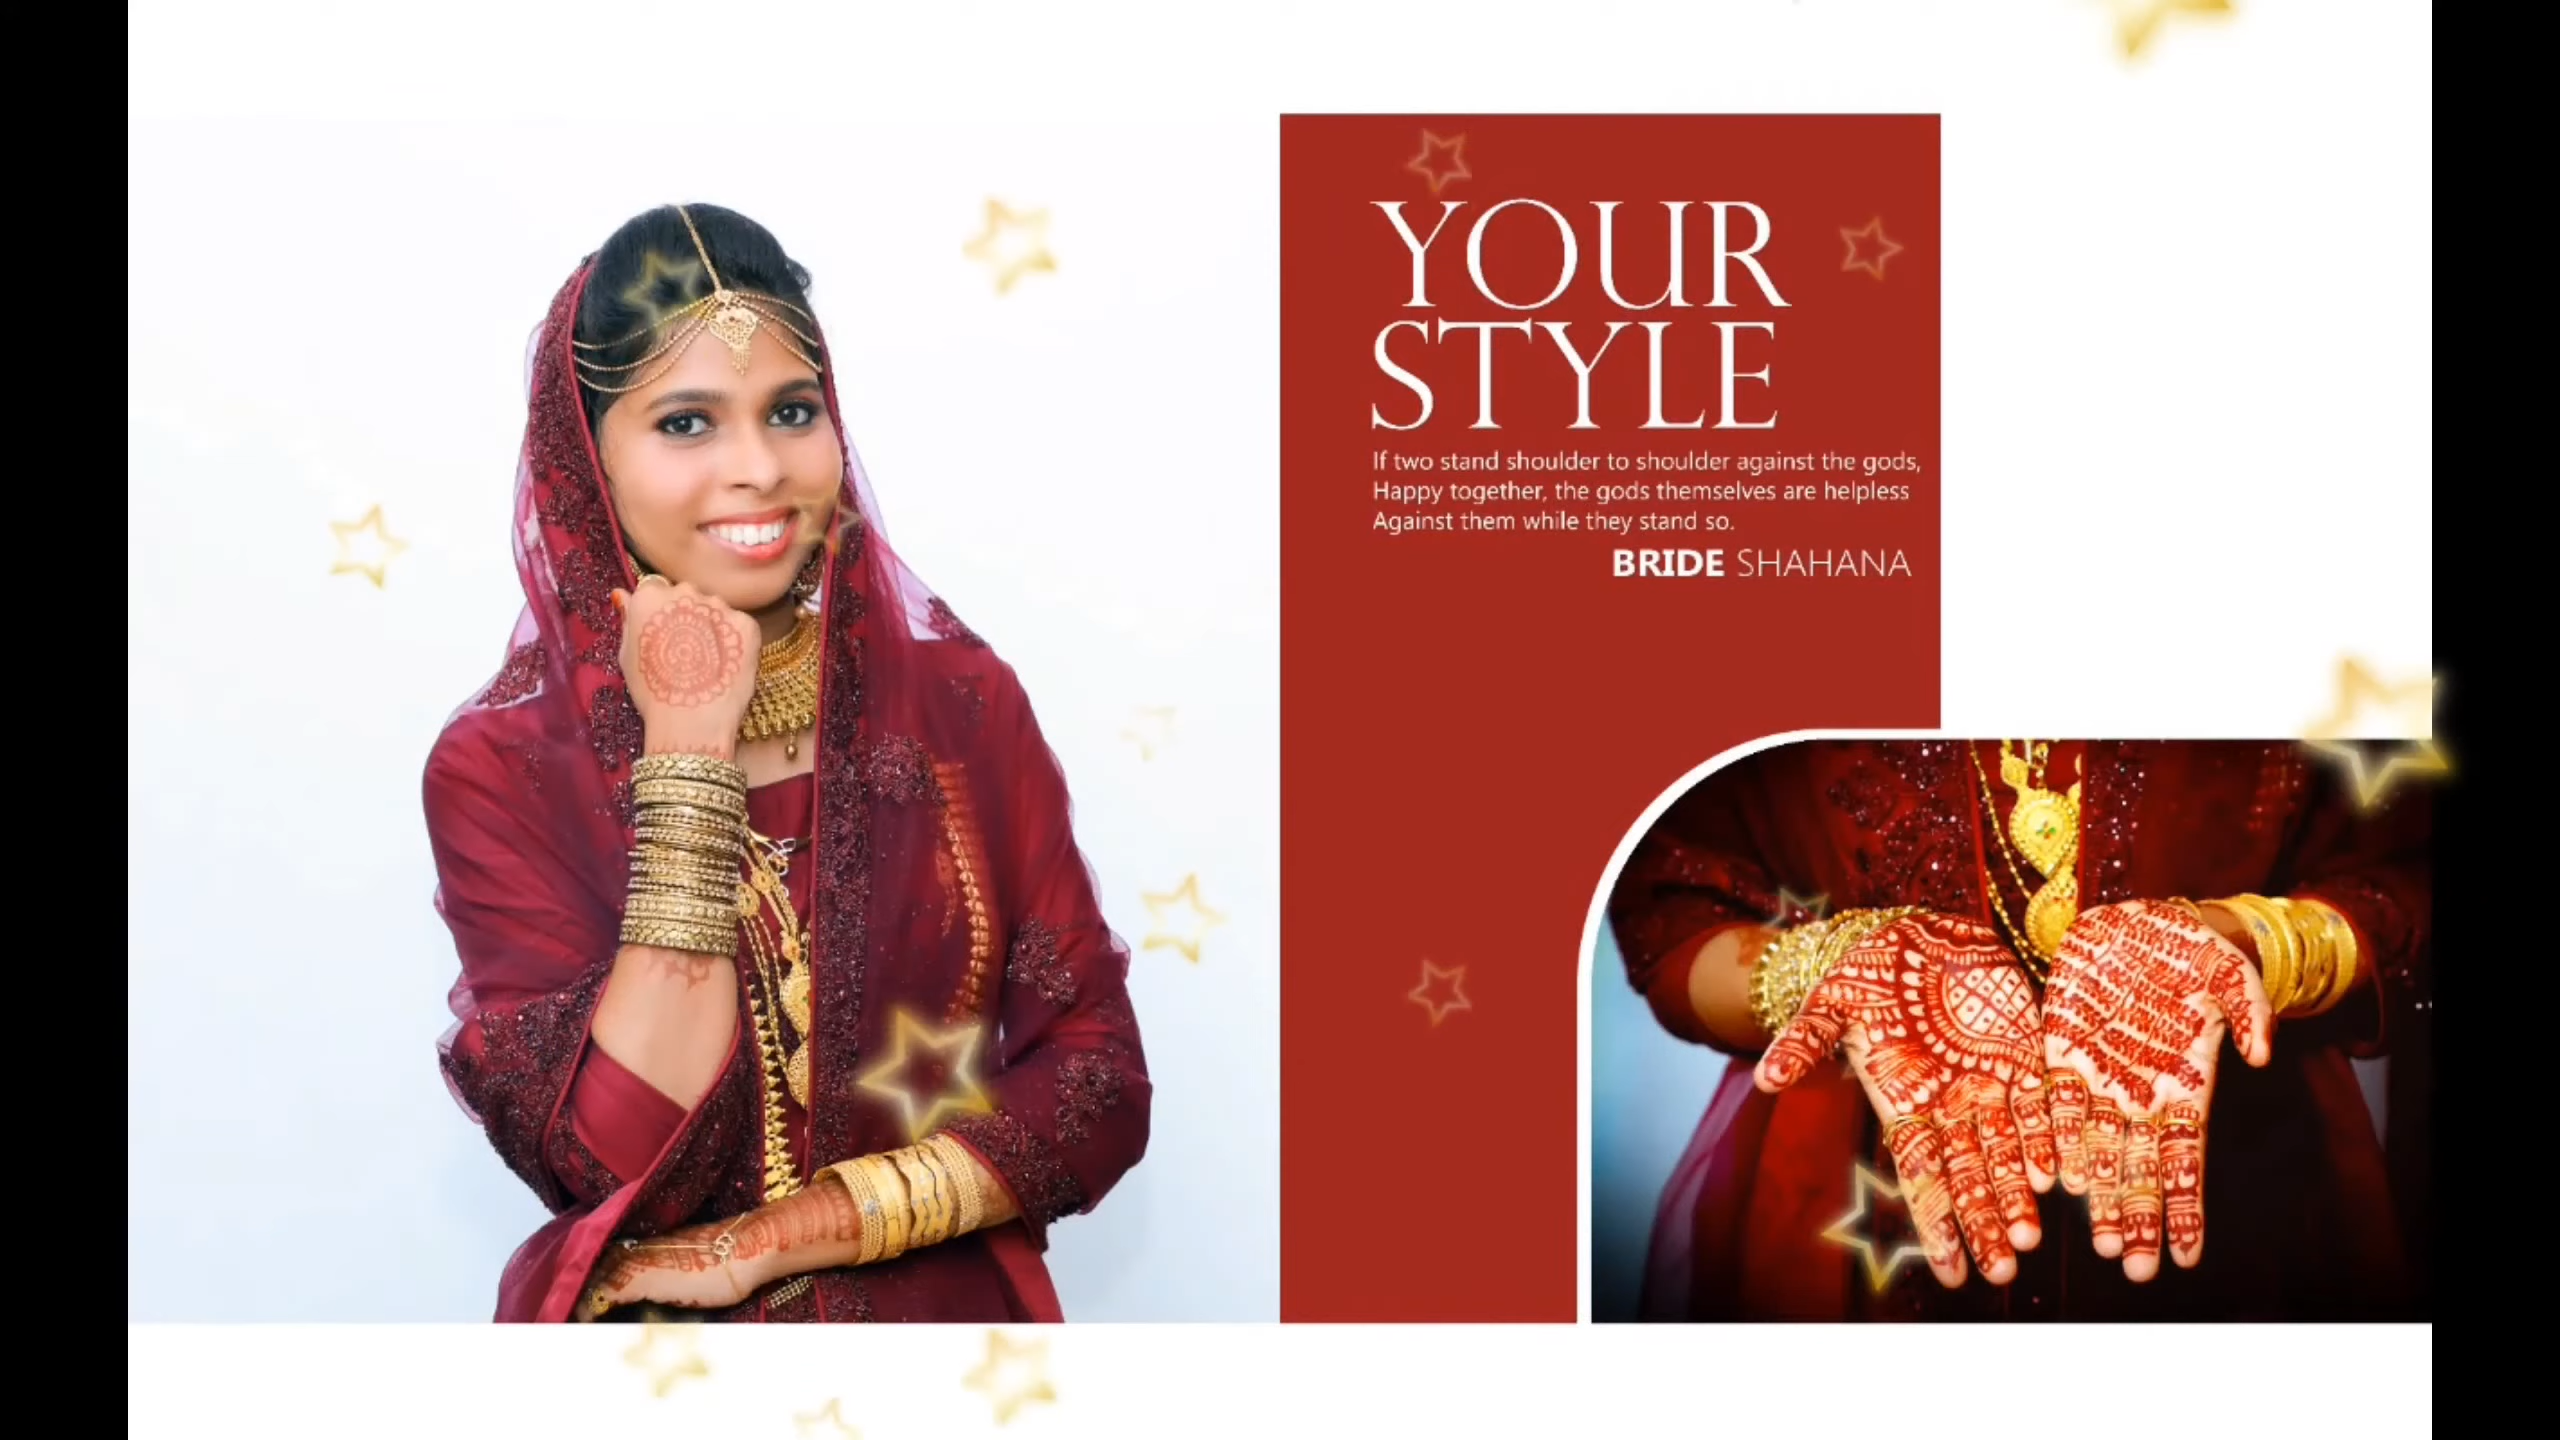 YOUR
STYLE
If two stand shoulder to shoulder against the gods,
Happy together, the gods themselves are helpless
Against them while they stand so.
BRIDE SHAHANA